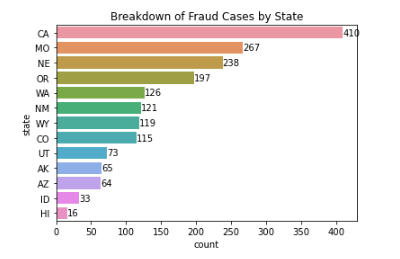 Breakdown of Fraud Cases by State
CA 410
MO 267
NE 238
OR 197
WA 126
NM 121
WY 119
CO 115
UT 73
AK 65
AZ 64
ID 33
HI 16
state
0 50 100 150 200 250 300 350 400
count